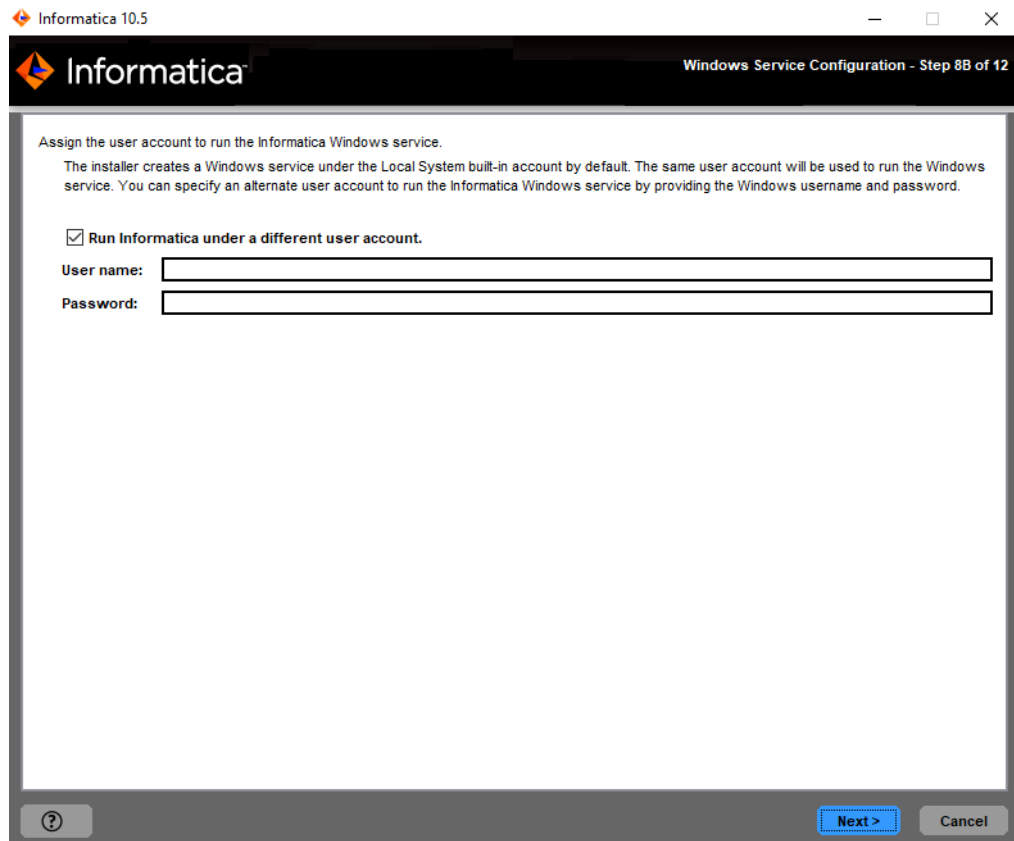 Informatica 10.5
Informatica
Windows Service Configuration - Step 8B of 12
Assign the user account to run the Informatica Windows service.
The installer creates a Windows service under the Local System built-in account by default. The same user account will be used to run the Windows
service. You can specify an alternate user account to run the Informatica Windows service by providing the Windows username and password.
Run Informatica under a different user account.
User name:
Password:
?
Next >
Cancel